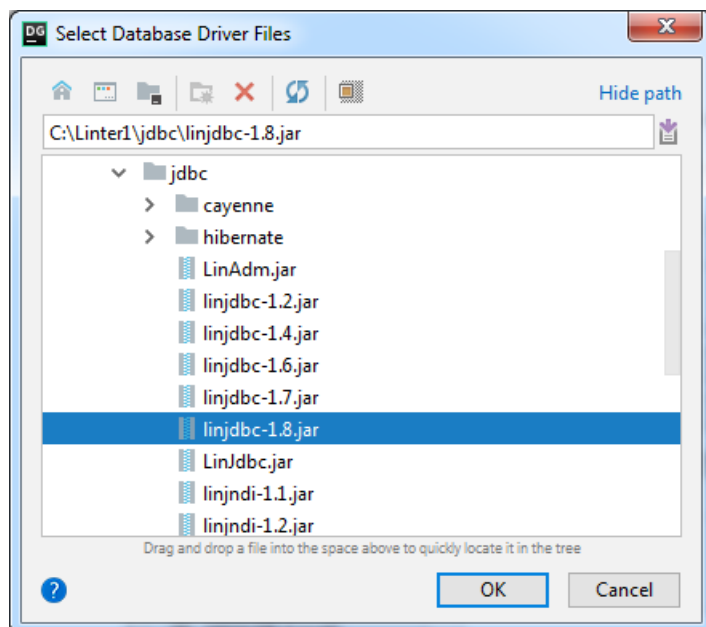 DG Select Database Driver Files
Hide path
C:\Linter1\jdbc\linjdbc-1.8.jar
jdbc
cayenne
hibernate
LinAdm.jar
linjdbc-1.2.jar
linjdbc-1.4.jar
linjdbc-1.6.jar
linjdbc-1.7.jar
linjdbc-1.8.jar
LinJdbc.jar
linjndi-1.1.jar
linjndi-1.2.jar
Drag and drop a file into the space above to quickly locate it in the tree
? OK Cancel